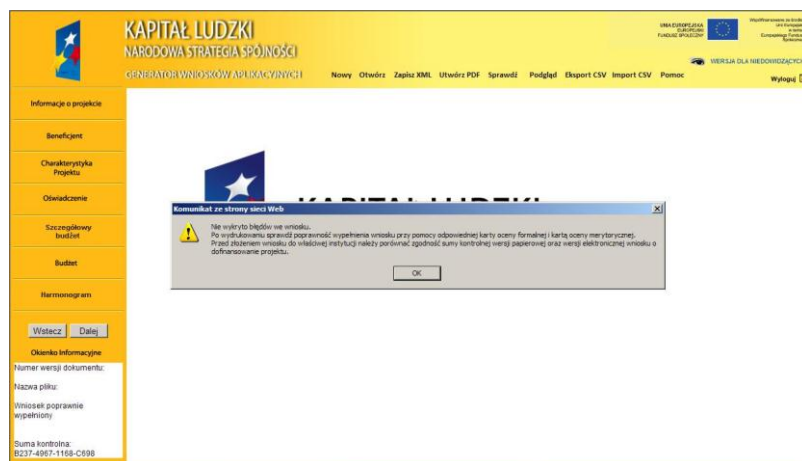 KAPITAŁ LUDZKI
NARODOWA STRATEGIA SPÓJNOŚCI
GENERATOR WNIOSKÓW APLIKACYJNYCH
UNIA EUROPEJSKA
EUROPEJSKI
FUNDUSZ SPOŁECZNY
WERSJA DLA NIEDOWIDZĄCYC
Nowy Otwórz Zapisz XML Utwórz PDF Sprawdź Podgląd Eksport CSV Import CSV Pomoc
Wyloguj
Informacje o projekcie
Beneficjent
Charakterystyka
Projektu
Oświadczenie
Szczegółowy
budżet
Budżet
Harmonogram
Wstecz Dalej
Okienko Informacyjne
Numer wersji dokumentu:
Nazwa pliku:
Wniosek poprawnie
wypełniony
Suma kontrolna:
B237-4967-1168-C698
KAPITAŁ LUDZKI
Komunikat ze strony sieci Web
Nie wykryto błędów we wniosku.
Po wydrukowaniu sprawdź poprawność wypełnienia wniosku przy pomocy odpowiedniej karty oceny formalnej i kartą oceny merytorycznej.
Przed złożeniem wniosku do właściwej instytucji należy porównać zgodność sumy kontrolnej wersji papierowej oraz wersji elektronicznej wniosku o
dofinansowanie projektu.
OK